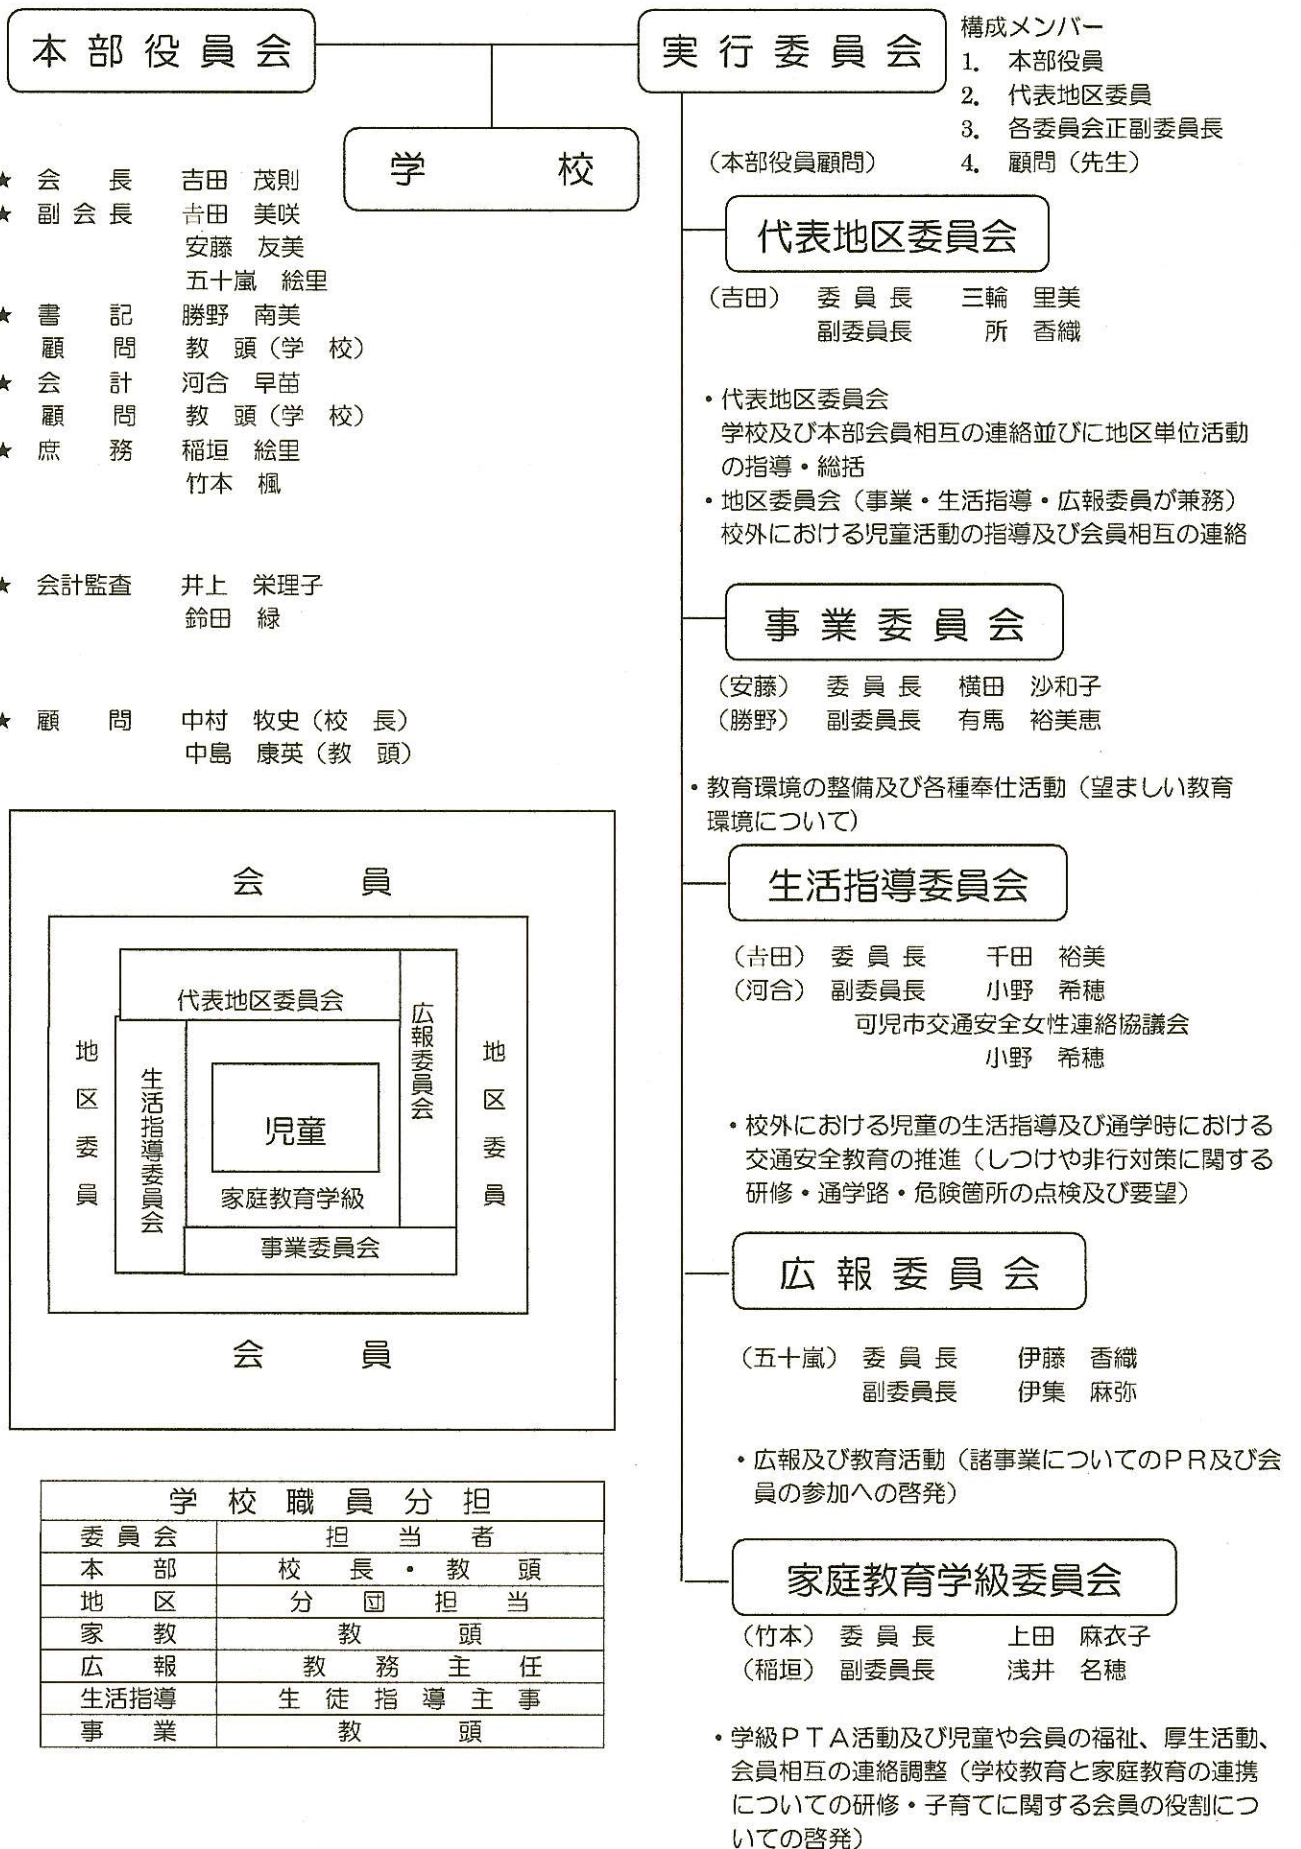 本部役員会
実行委員会
学　　校
構成メンバー
1.　本部役員
2.　代表地区委員
3.　各委員会正副委員長
4.　顧問（先生）
（本部役員顧問）
★　会　　長　　吉田　茂則
★　副 会 長　　𠮷田　美咲
安藤　友美
五十嵐　絵里
★　書　　記　　勝野　南美
顧　　問　　教　頭（学　校）
★　会　　計　　河合　早苗
顧　　問　　教　頭（学　校）
★　庶　　務　　稲垣　絵里
竹本　楓
★　会計監査　　井上　栄理子
鈴田　緑
★　顧　　問　　中村　牧史（校　長）
中島　康英（教　頭）
会　　員
代表地区委員会
広報委員会
地区委員
生活指導委員会
児童
地区委員
家庭教育学級
事業委員会
会　　員
学 校 職 員 分 担
委 員 会　　担　当　者
本　　部　　校　長 ・ 教　頭
地　　区　　分　団　担　当
家　　教　　教　　頭
広　　報　　教　務　主　任
生活指導　　生 徒 指 導 主 事
事　　業　　教　　頭
代表地区委員会
（吉田）　委 員 長　　三輪　里美
副委員長　　所　香織
・代表地区委員会
学校及び本部会員相互の連絡並びに地区単位活動
の指導・総括
・地区委員会（事業・生活指導・広報委員が兼務）
校外における児童活動の指導及び会員相互の連絡
事 業 委 員 会
（安藤）　委 員 長　　横田　沙和子
（勝野）　副委員長　　有馬　裕美恵
・教育環境の整備及び各種奉仕活動（望ましい教育
環境について）
生活指導委員会
（𠮷田）　委 員 長　　千田　裕美
（河合）　副委員長　　小野　希穂
可児市交通安全女性連絡協議会
小野　希穂
・校外における児童の生活指導及び通学時における
交通安全教育の推進（しつけや非行対策に関する
研修・通学路・危険箇所の点検及び要望）
広 報 委 員 会
（五十嵐）　委 員 長　　伊藤　香織
副委員長　　伊集　麻弥
・広報及び教育活動（諸事業についてのＰＲ及び会
員の参加への啓発）
家庭教育学級委員会
（竹本）　委 員 長　　上田　麻衣子
（稲垣）　副委員長　　浅井　名穂
・学級ＰＴＡ活動及び児童や会員の福祉、厚生活動、
会員相互の連絡調整（学校教育と家庭教育の連携
についての研修・子育てに関する会員の役割につ
いての啓発）